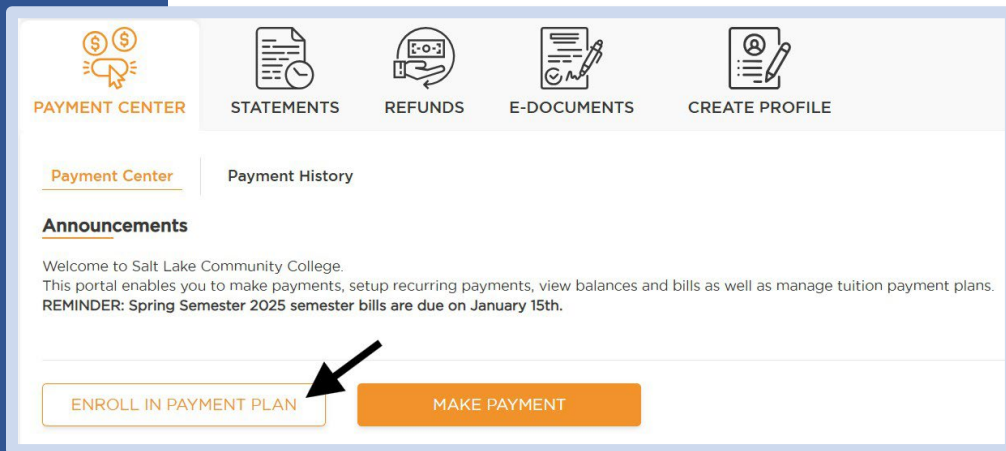 PAYMENT CENTER
STATEMENTS
REFUNDS
E-DOCUMENTS
CREATE PROFILE
Payment Center
Payment History
Announcements
Welcome to Salt Lake Community College.
This portal enables you to make payments, setup recurring payments, view balances and bills as well as manage tuition payment plans.
REMINDER: Spring Semester 2025 semester bills are due on January 15th.
ENROLL IN PAYMENT PLAN
MAKE PAYMENT